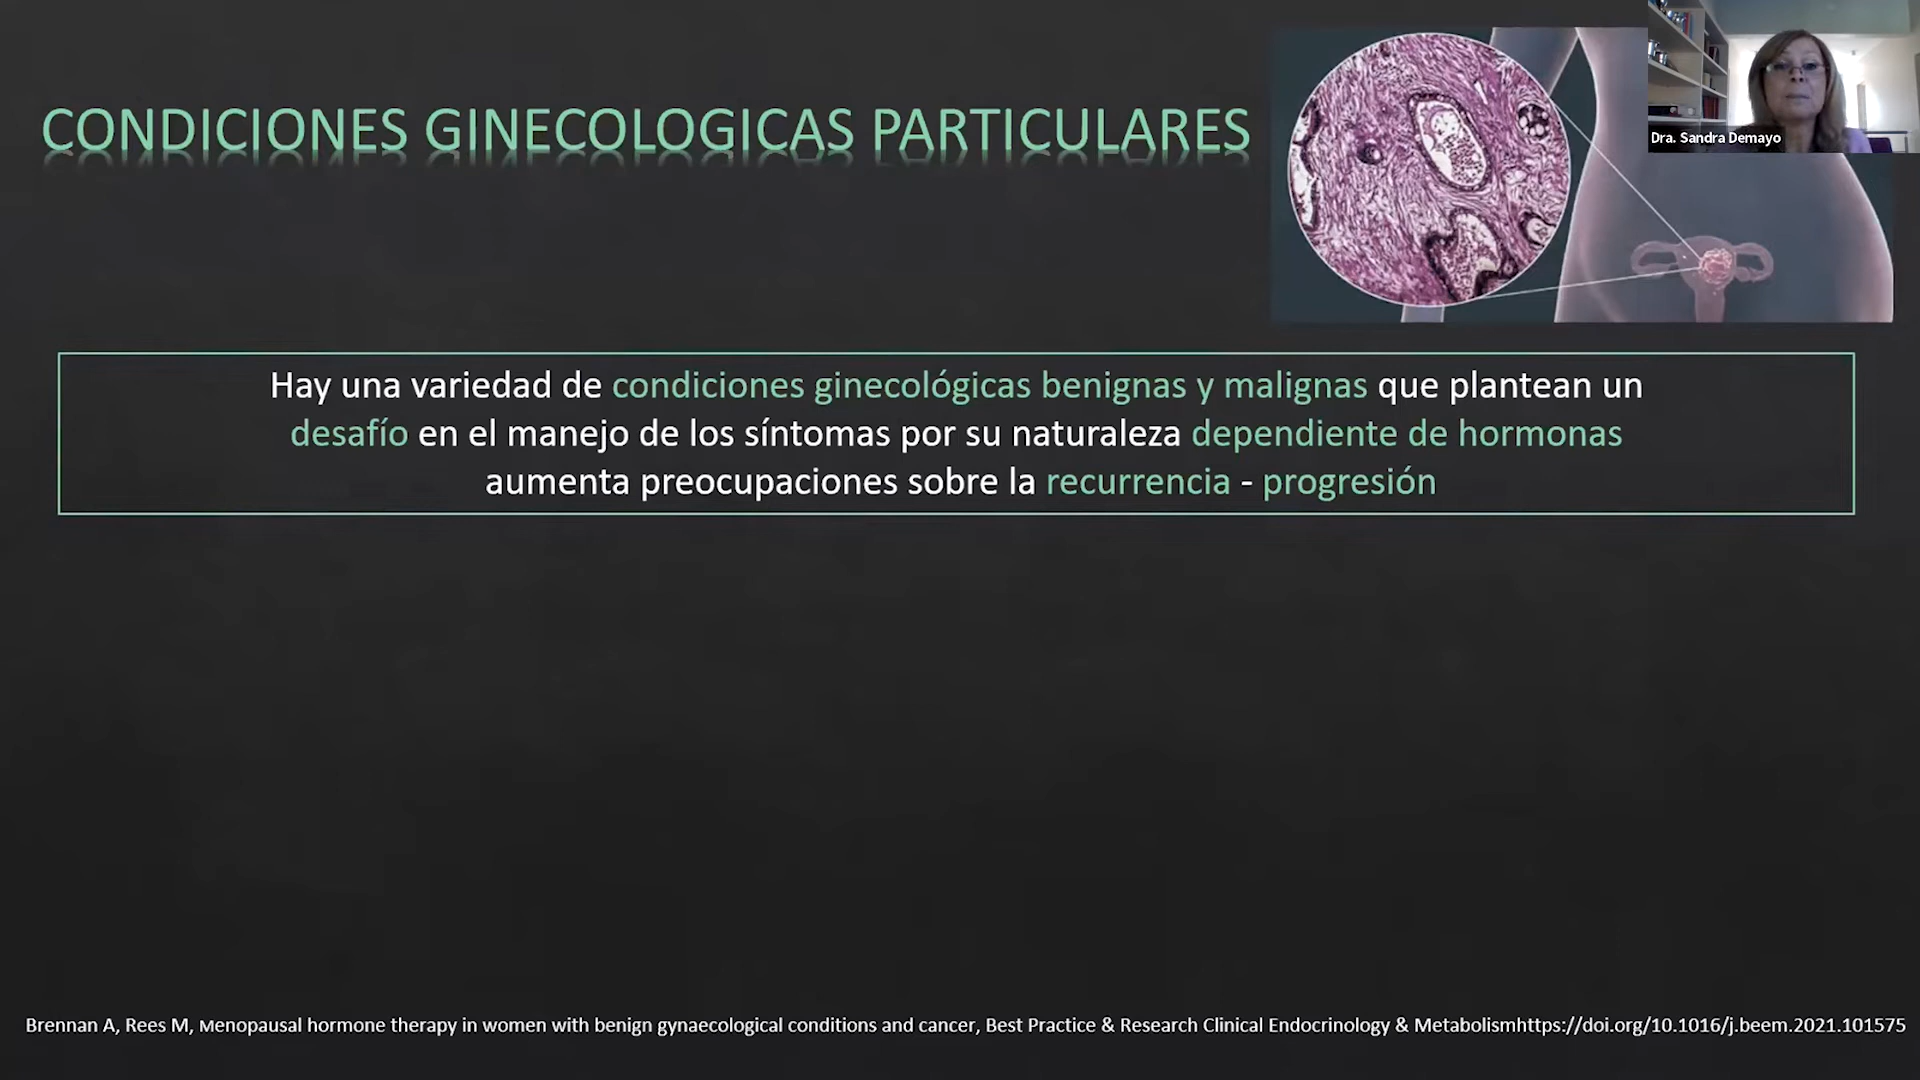 CONDICIONES GINECOLOGICAS PARTICULARES
Dra. Sandra Demayo
Hay una variedad de condiciones ginecológicas benignas y malignas que plantean un
desafío en el manejo de los síntomas por su naturaleza dependiente de hormonas
aumenta preocupaciones sobre la recurrencia - progresión
Brennan A, Rees M, Menopausal hormone therapy in women with benign gynaecological conditions and cancer, Best Practice & Research Clinical Endocrinology & Metabolismhttps://doi.org/10.1016/j.beem.2021.101575